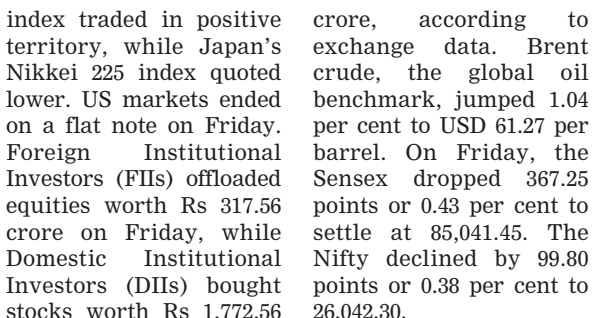 index traded in positive
territory, while Japan's
Nikkei 225 index quoted
lower. US markets ended
on a flat note on Friday.
Foreign Institutional
Investors (FIIs) offloaded
equities worth Rs 317.56
crore on Friday, while
Domestic Institutional
Investors (DIIs) bought
stocks worth Rs 1,772.56
crore, according to
exchange data. Brent
crude, the global oil
benchmark, jumped 1.04
per cent to USD 61.27 per
barrel. On Friday, the
Sensex dropped 367.25
points or 0.43 per cent to
settle at 85,041.45. The
Nifty declined by 99.80
points or 0.38 per cent to
26,042.30.